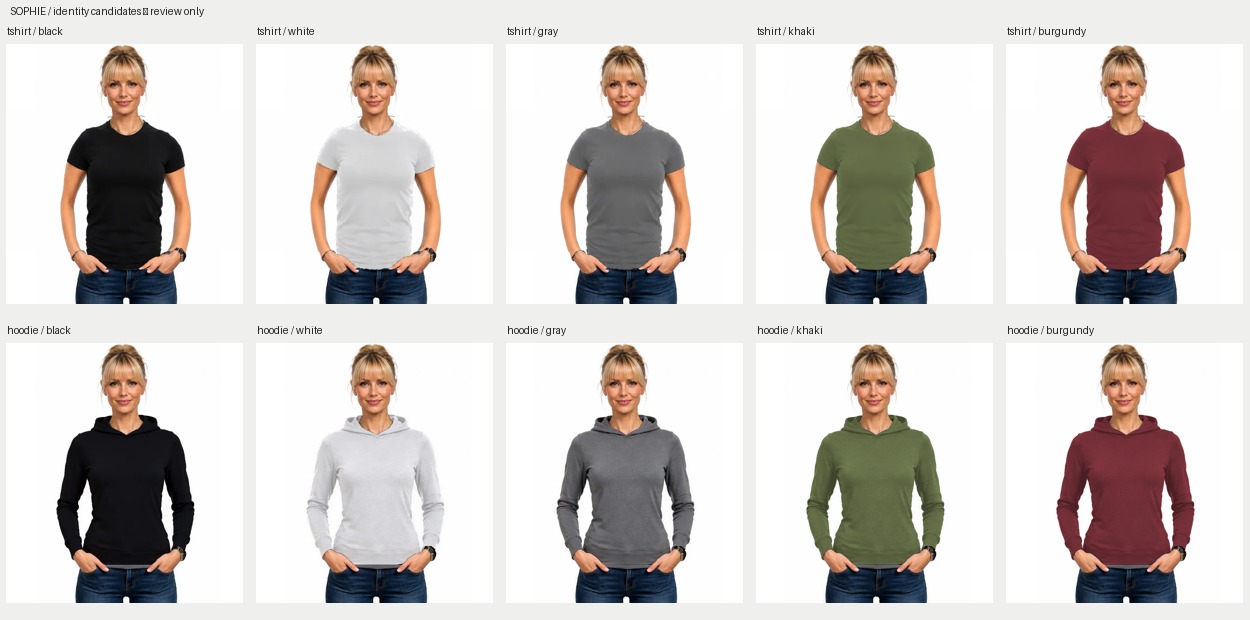 SOPHIE / identity candidates▯review only
tshirt / black
tshirt / white
tshirt / gray
tshirt / khaki
tshirt / burgundy
hoodie / black
hoodie / white
hoodie / gray
hoodie / khaki
hoodie / burgundy